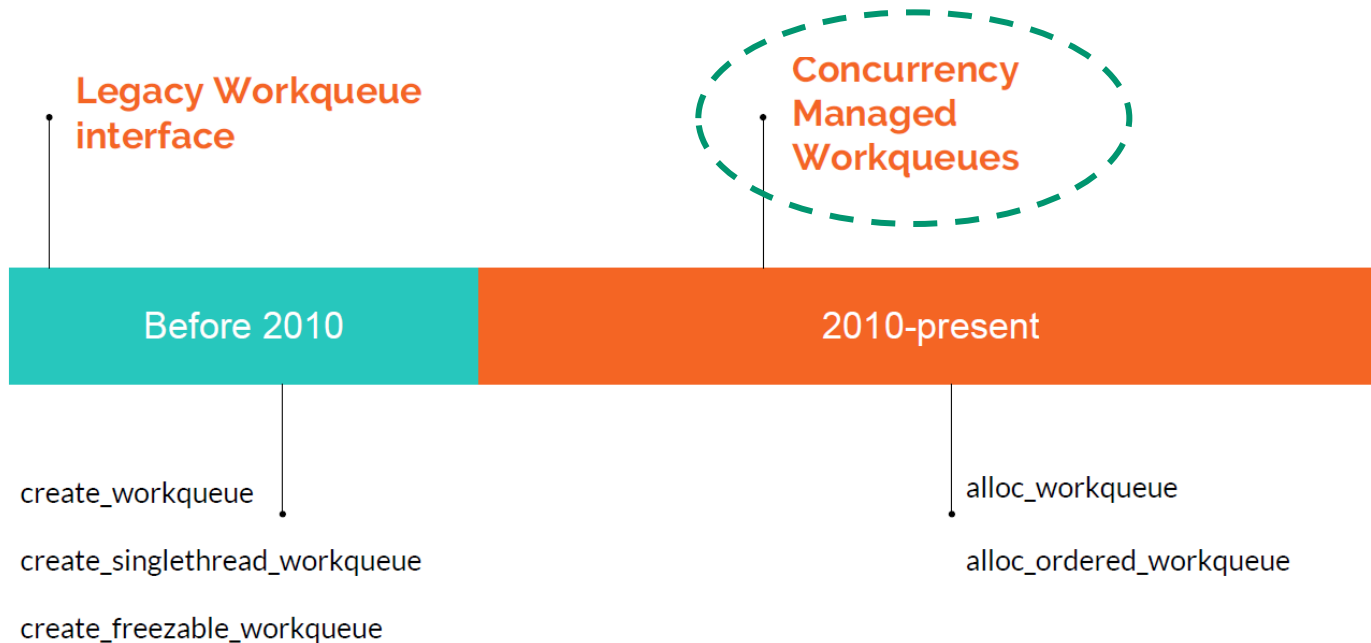 Legacy Workqueue
interface
Concurrency
Managed
Workqueues
Before 2010
2010-present
create_workqueue
create_singlethread_workqueue
create_freezable_workqueue
alloc_workqueue
alloc_ordered_workqueue